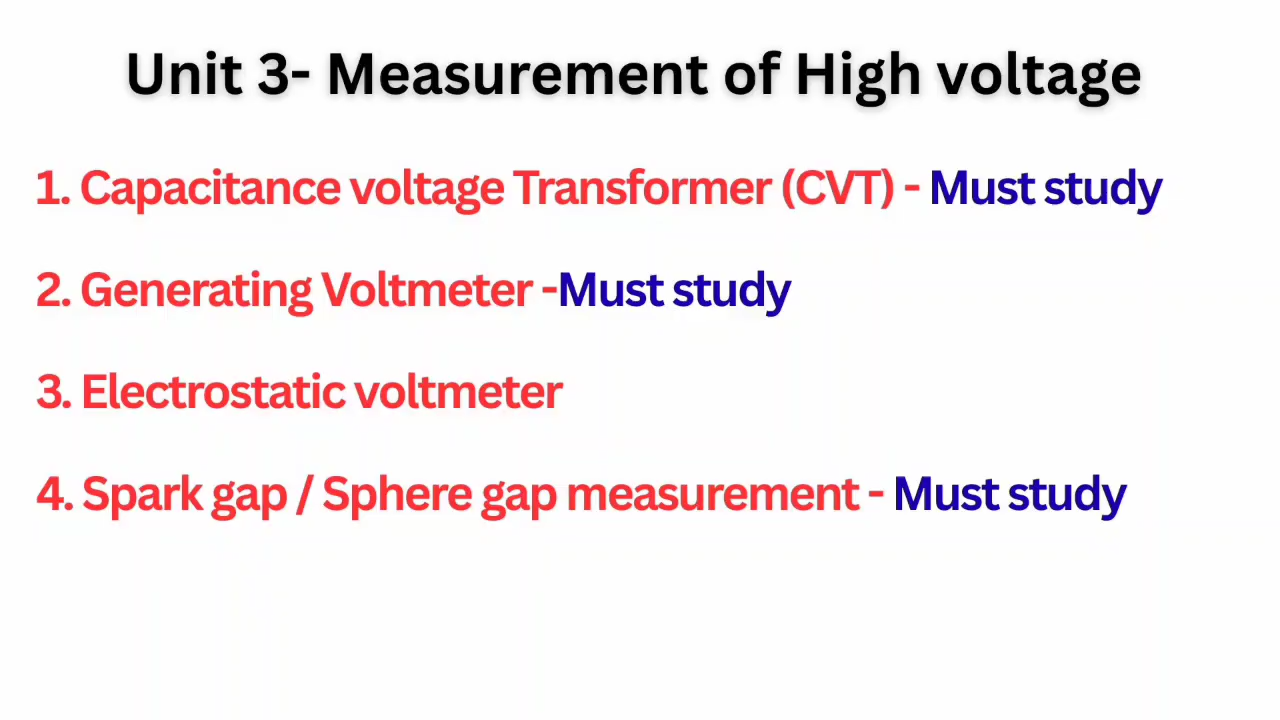 Unit 3- Measurement of High voltage
1. Capacitance voltage Transformer (CVT) - Must study
2. Generating Voltmeter -Must study
3. Electrostatic voltmeter
4. Spark gap / Sphere gap measurement - Must study